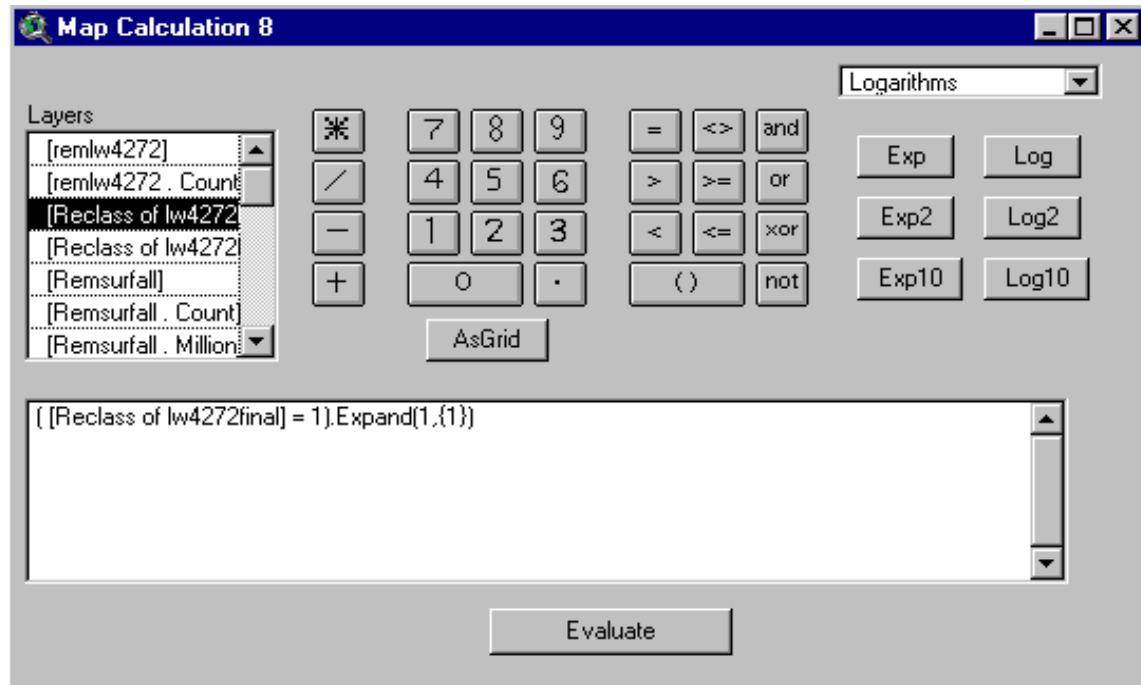 Map Calculation 8
Logarithms
Layers
[remlw4272]
[remlw4272 . Count
[Reclass of lw4272
[Reclass of lw4272
[Remsurfall]
[Remsurfall . Count]
[Remsurfall . Million
* 7 8 9 = <> and
/ 4 5 6 > >= or
- 1 2 3 < <= xor
+ 0 . ( ) not
AsGrid
Exp Log
Exp2 Log2
Exp10 Log10
( [Reclass of lw4272final] = 1).Expand(1,{1})
Evaluate